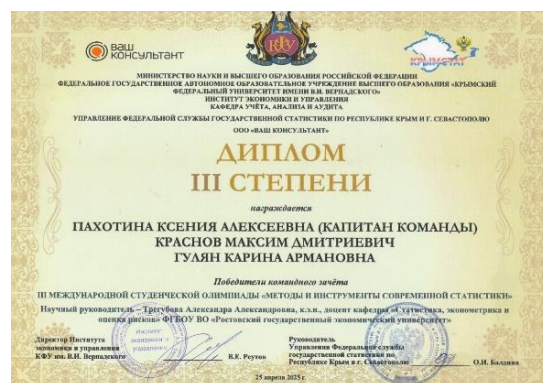 ваш
КОНСУЛЬТАНТ
КФУ
КРЫМСТАТ
МИНИСТЕРСТВО НАУКИ И ВЫСШЕГО ОБРАЗОВАНИЯ РОССИЙСКОЙ ФЕДЕРАЦИИ
ФЕДЕРАЛЬНОЕ ГОСУДАРСТВЕННОЕ АВТОНОМНОЕ ОБРАЗОВАТЕЛЬНОЕ УЧРЕЖДЕНИЕ ВЫСШЕГО ОБРАЗОВАНИЯ «КРЫМСКИЙ
ФЕДЕРАЛЬНЫЙ УНИВЕРСИТЕТ ИМЕНИ В.И. ВЕРНАДСКОГО»
ИНСТИТУТ ЭКОНОМИКИ И УПРАВЛЕНИЯ
КАФЕДРА УЧЁТА, АНАЛИЗА И АУДИТА
УПРАВЛЕНИЕ ФЕДЕРАЛЬНОЙ СЛУЖБЫ ГОСУДАРСТВЕННОЙ СТАТИСТИКИ ПО РЕСПУБЛИКЕ КРЫМ И Г. СЕВАСТОПОЛЮ
ООО «ВАШ КОНСУЛЬТАНТ»
ДИПЛОМ
III СТЕПЕНИ
награждается
ПАХОТИНА КСЕНИЯ АЛЕКСЕЕВНА (КАПИТАН КОМАНДЫ)
КРАСНОВ МАКСИМ ДМИТРИЕВИЧ
ГУЛЯН КАРИНА АРМАНОВНА
Победители командного зачёта
III МЕЖДУНАРОДНОЙ СТУДЕНЧЕСКОЙ ОЛИМПИАДЫ «МЕТОДЫ И ИНСТРУМЕНТЫ СОВРЕМЕННОЙ СТАТИСТИКИ»
Научный руководитель – Трегубова Александра Александровна, к.э.н., доцент кафедры «Статистика, эконометрика и
оценка рисков» ФГБОУ ВО «Ростовский государственный экономический университет»
Директор Института
экономики и управления
КФУ им. В.И. Вернадского
В.Е. Реутов
Институт
экономики и
управления
Руководитель
Управления Федеральной службы
государственной статистики по
Республике Крым и г. Севастополю
О.И. Балдина
25 апреля 2025 г.